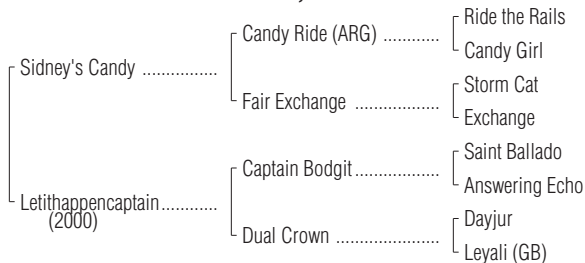 Ride the Rails
Candy Ride (ARG) ............
Candy Girl
Sidney's Candy ................
Storm Cat
Fair Exchange ..................
Exchange
Saint Ballado
Captain Bodgit..................
Answering Echo
Letithappencaptain............
(2000)
Dayjur
Dual Crown ......................
Leyali (GB)